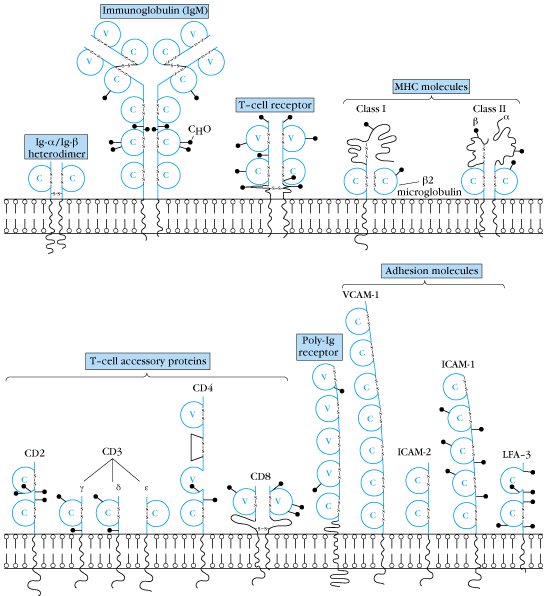 Immunoglobulin (IgM)
V
V
V
V
C
C
C
C
C
C
C
C
C
C
CHO
Ig-α/Ig-β
heterodimer
C
C
T-cell receptor
V
V
C
C
MHC molecules
Class I
Class II
β
α
C
C
C
C
β2
microglobulin
Adhesion molecules
VCAM-1
C
C
C
C
C
C
C
Poly-Ig
receptor
V
V
V
V
V
ICAM-1
C
C
C
C
C
ICAM-2
C
C
LFA-3
C
C
T-cell accessory proteins
CD4
V
V
C
CD2
C
C
CD3
γ
δ
ε
C
C
C
CD8
V
V